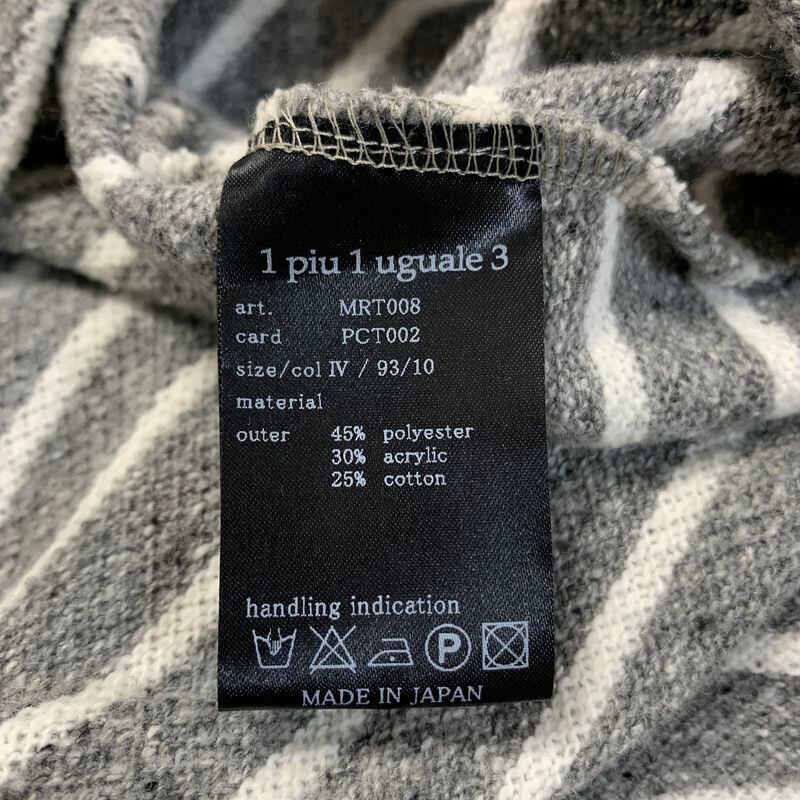 1 piu 1 uguale 3
art. MRT008
card PCT002
size/col IV / 93/10
material
outer 45% polyester
30% acrylic
25% cotton
handling indication
P
MADE IN JAPAN